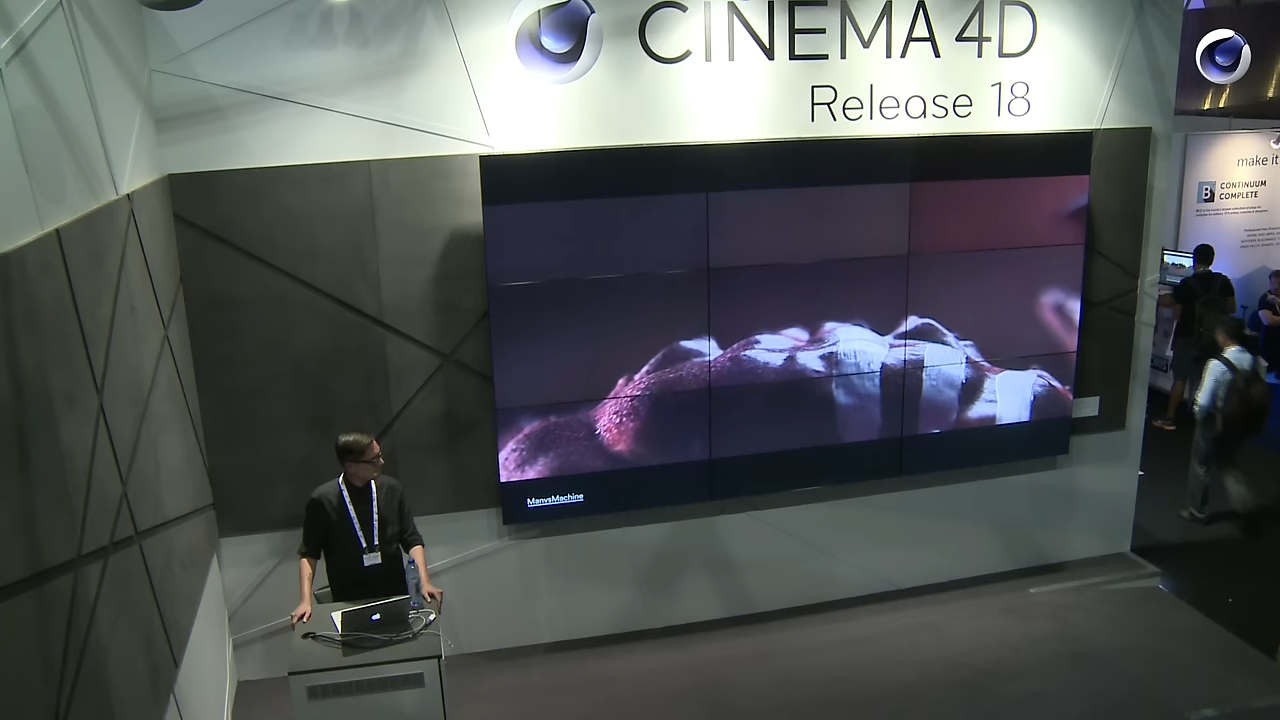 CINEMA 4D
Release 18
make it
CONTINUUM
COMPLETE
ManvsMachine